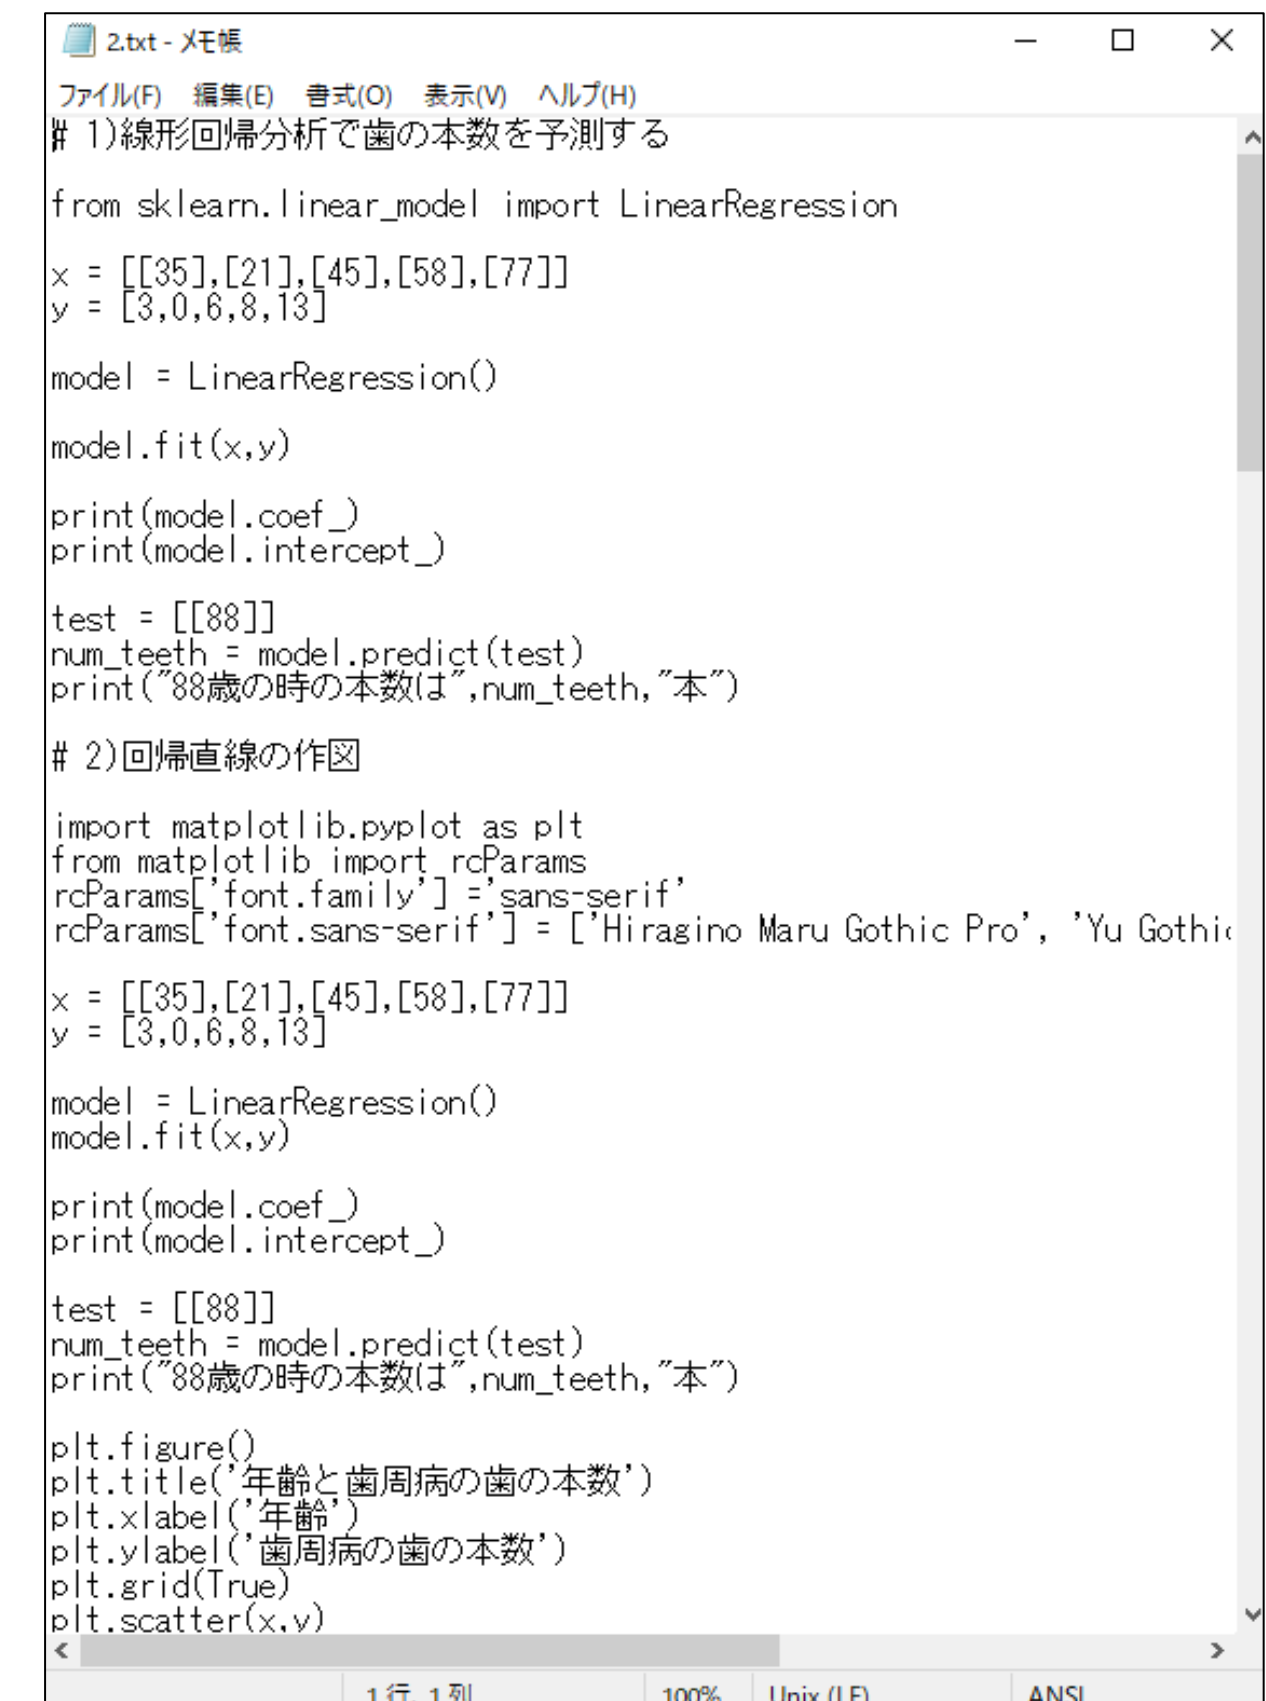 2.txt - メモ帳
ファイル(F) 編集(E) 書式(O) 表示(V) ヘルプ(H)
# 1)線形回帰分析で歯の本数を予測する
from sklearn.linear_model import LinearRegression
x = [[35],[21],[45],[58],[77]]
y = [3,0,6,8,13]
model = LinearRegression()
model.fit(x,y)
print(model.coef_)
print(model.intercept_)
test = [[88]]
num_teeth = model.predict(test)
print("88歳の時の本数は",num_teeth,"本")
# 2)回帰直線の作図
import matplotlib.pyplot as plt
from matplotlib import rcParams
rcParams['font.family'] ='sans-serif'
rcParams['font.sans-serif'] = ['Hiragino Maru Gothic Pro', 'Yu Gothic
x = [[35],[21],[45],[58],[77]]
y = [3,0,6,8,13]
model = LinearRegression()
model.fit(x,y)
print(model.coef_)
print(model.intercept_)
test = [[88]]
num_teeth = model.predict(test)
print("88歳の時の本数は",num_teeth,"本")
plt.figure()
plt.title('年齢と歯周病の歯の本数')
plt.xlabel('年齢')
plt.ylabel('歯周病の歯の本数')
plt.grid(True)
plt.scatter(x,y)
1 行、1 列 100% Unix (LF) ANSI